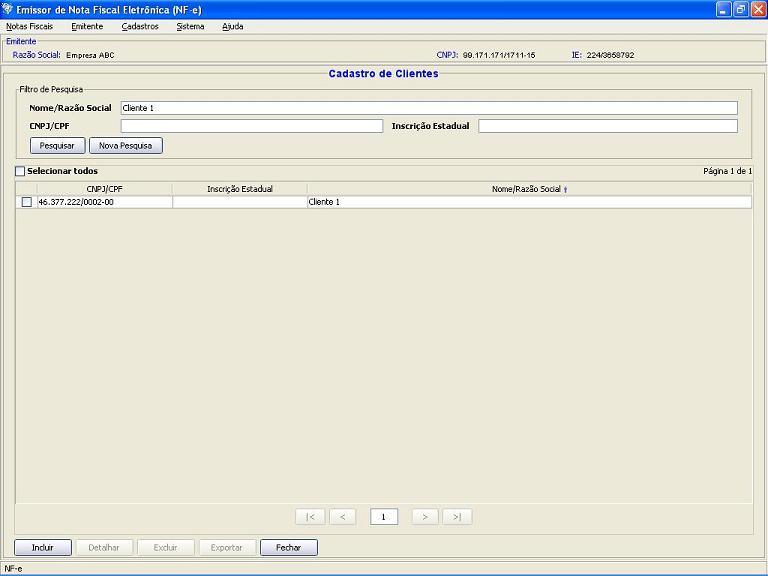 Emissor de Nota Fiscal Eletrônica (NF-e)
Notas Fiscais Emitente Cadastros Sistema Ajuda
Emitente
Razão Social: Empresa ABC CNPJ: 99.171.171/1711-15 IE: 224/3658792
Cadastro de Clientes
Filtro de Pesquisa
Nome/Razão Social Cliente 1
CNPJ/CPF Inscrição Estadual
Pesquisar Nova Pesquisa
Selecionar todos Página 1 de 1
CNPJ/CPF Inscrição Estadual Nome/Razão Social
46.377.222/0002-00 Cliente 1
|< < 1 > >|
Incluir Detalhar Excluir Exportar Fechar
NF-e